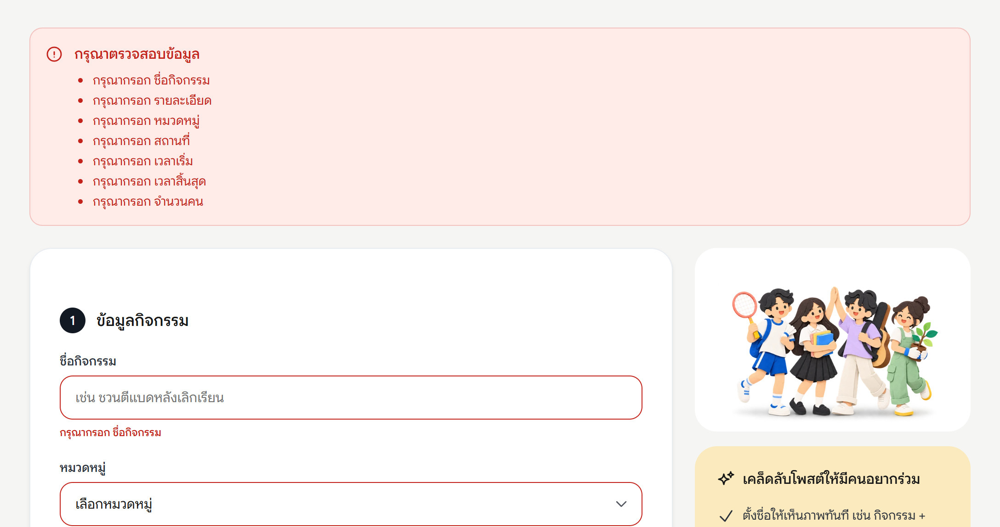 กรุณาตรวจสอบข้อมูล
กรุณากรอก ชื่อกิจกรรม
กรุณากรอก รายละเอียด
กรุณากรอก หมวดหมู่
กรุณากรอก สถานที่
กรุณากรอก เวลาเริ่ม
กรุณากรอก เวลาสิ้นสุด
กรุณากรอก จำนวนคน
1 ข้อมูลกิจกรรม
ชื่อกิจกรรม
เช่น ชวนตีแบดหลังเลิกเรียน
กรุณากรอก ชื่อกิจกรรม
หมวดหมู่
เลือกหมวดหมู่
เคล็ดลับโพสต์ให้มีคนอยากร่วม
ตั้งชื่อให้เห็นภาพทันที เช่น กิจกรรม +